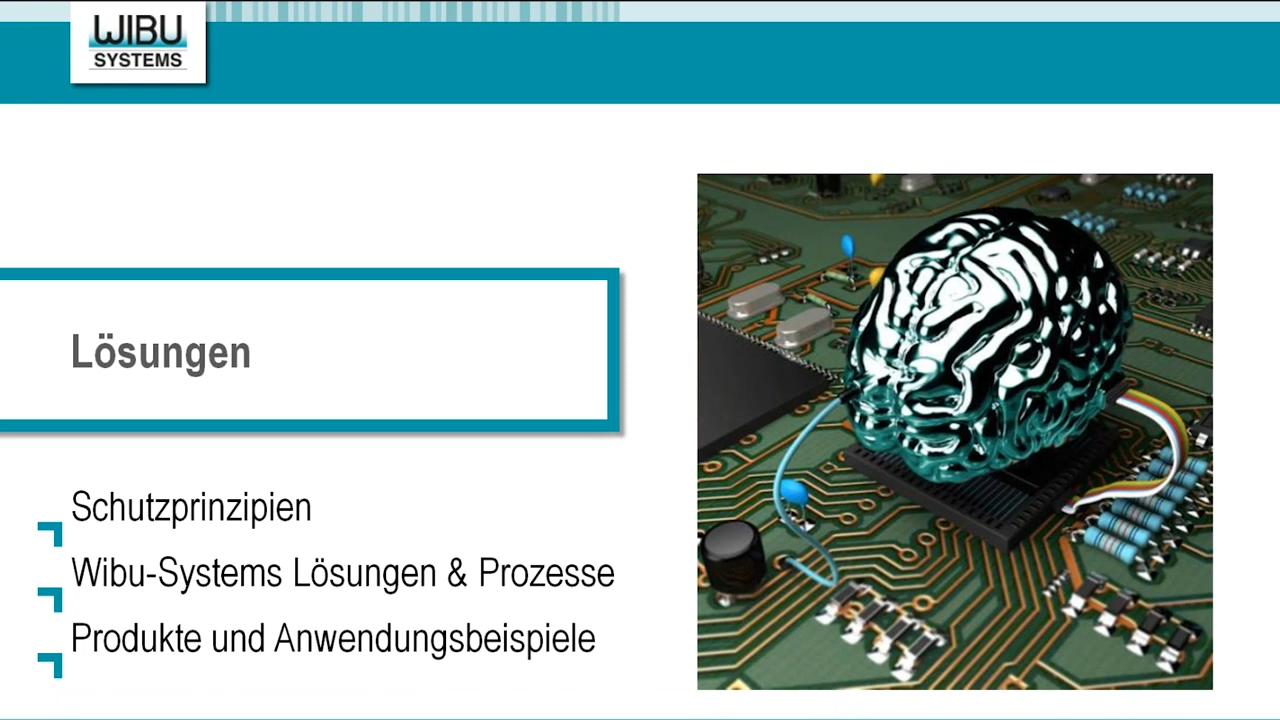 WIBU
SYSTEMS
Lösungen
Schutzprinzipien
Wibu-Systems Lösungen & Prozesse
Produkte und Anwendungsbeispiele